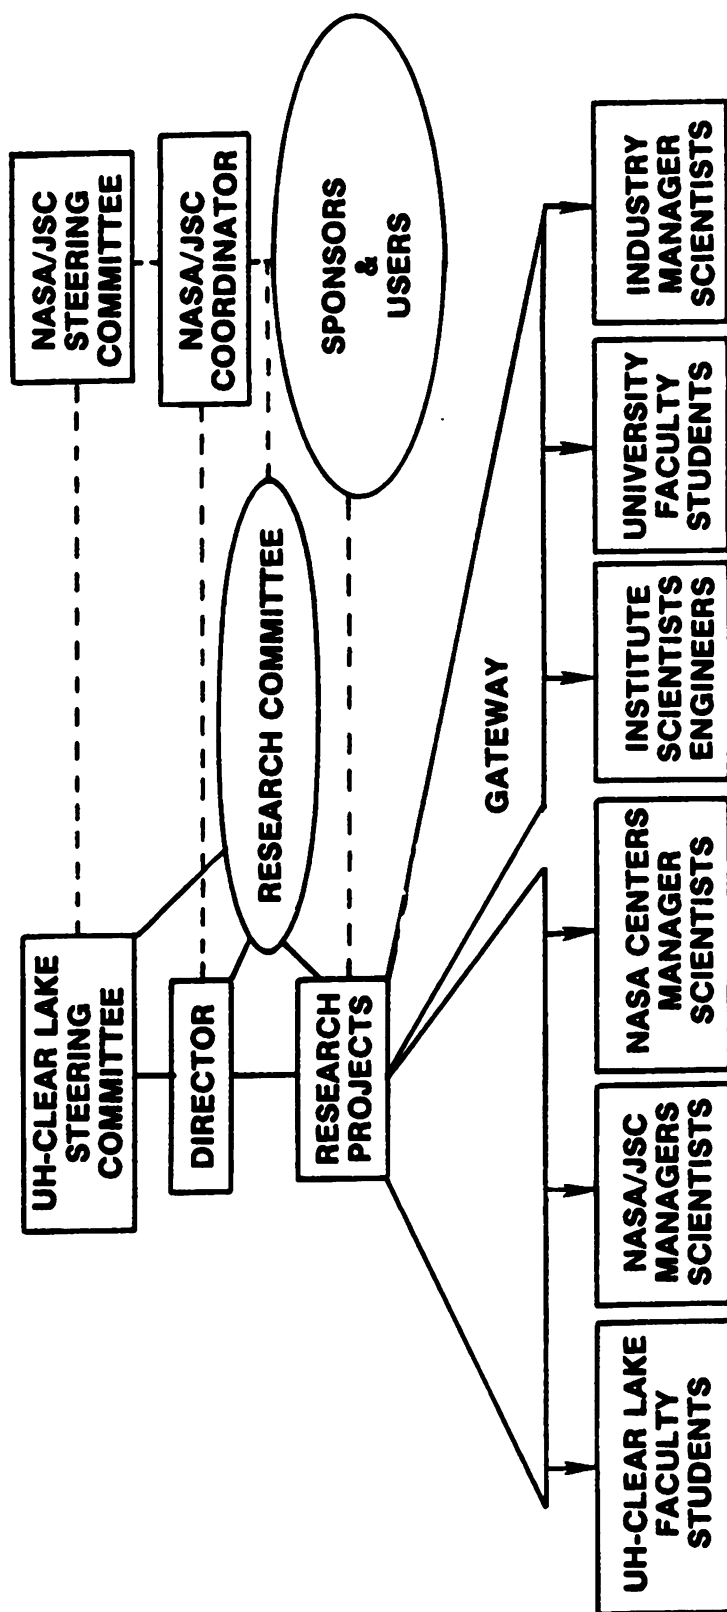 UH-CLEAR LAKE
STEERING
COMMITTEE
NASA/JSC
STEERING
COMMITTEE
DIRECTOR
NASA/JSC
COORDINATOR
RESEARCH COMMITTEE
RESEARCH
PROJECTS
SPONSORS
&
USERS
GATEWAY
UH-CLEAR LAKE
FACULTY
STUDENTS
NASA/JSC
MANAGERS
SCIENTISTS
NASA CENTERS
MANAGER
SCIENTISTS
INSTITUTE
SCIENTISTS
ENGINEERS
UNIVERSITY
FACULTY
STUDENTS
INDUSTRY
MANAGER
SCIENTISTS